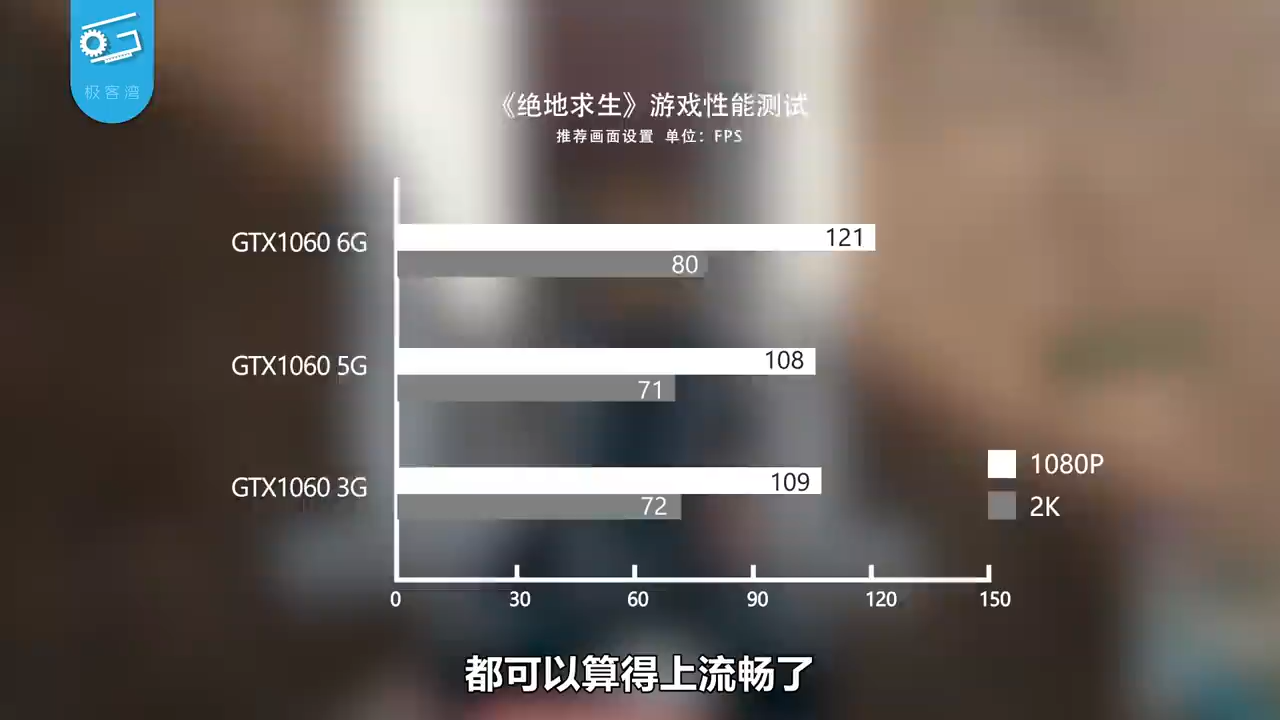 极客湾
《绝地求生》游戏性能测试
推荐画面设置 单位：FPS
GTX1060 6G
121
80
GTX1060 5G
108
71
GTX1060 3G
109
72
1080P
2K
0 30 60 90 120 150
都可以算得上流畅了